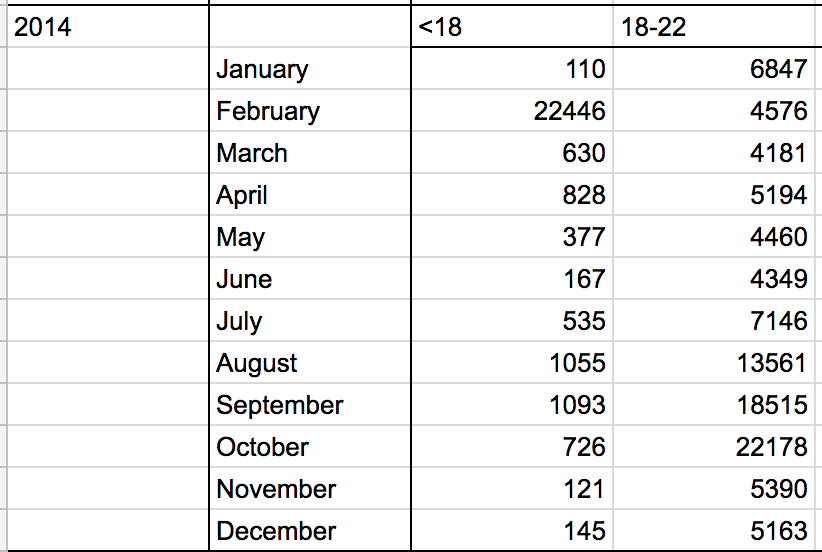 2014 <18 18-22
January 110 6847
February 22446 4576
March 630 4181
April 828 5194
May 377 4460
June 167 4349
July 535 7146
August 1055 13561
September 1093 18515
October 726 22178
November 121 5390
December 145 5163